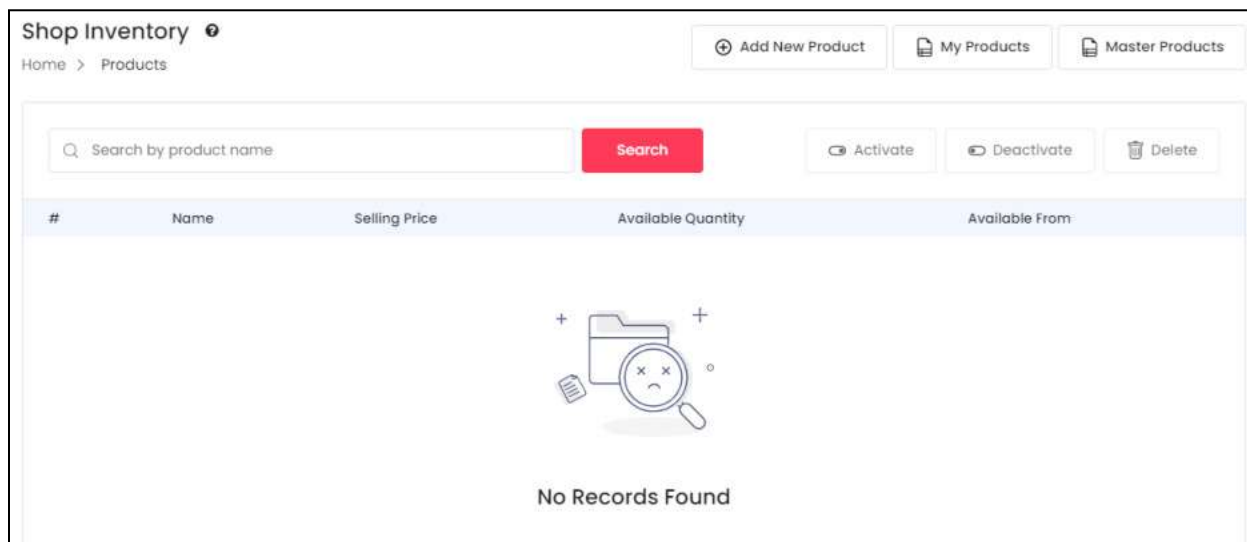 Shop Inventory
Add New Product My Products Master Products
Home > Products
Search by product name Search Activate Deactivate Delete
# Name Selling Price Available Quantity Available From
No Records Found